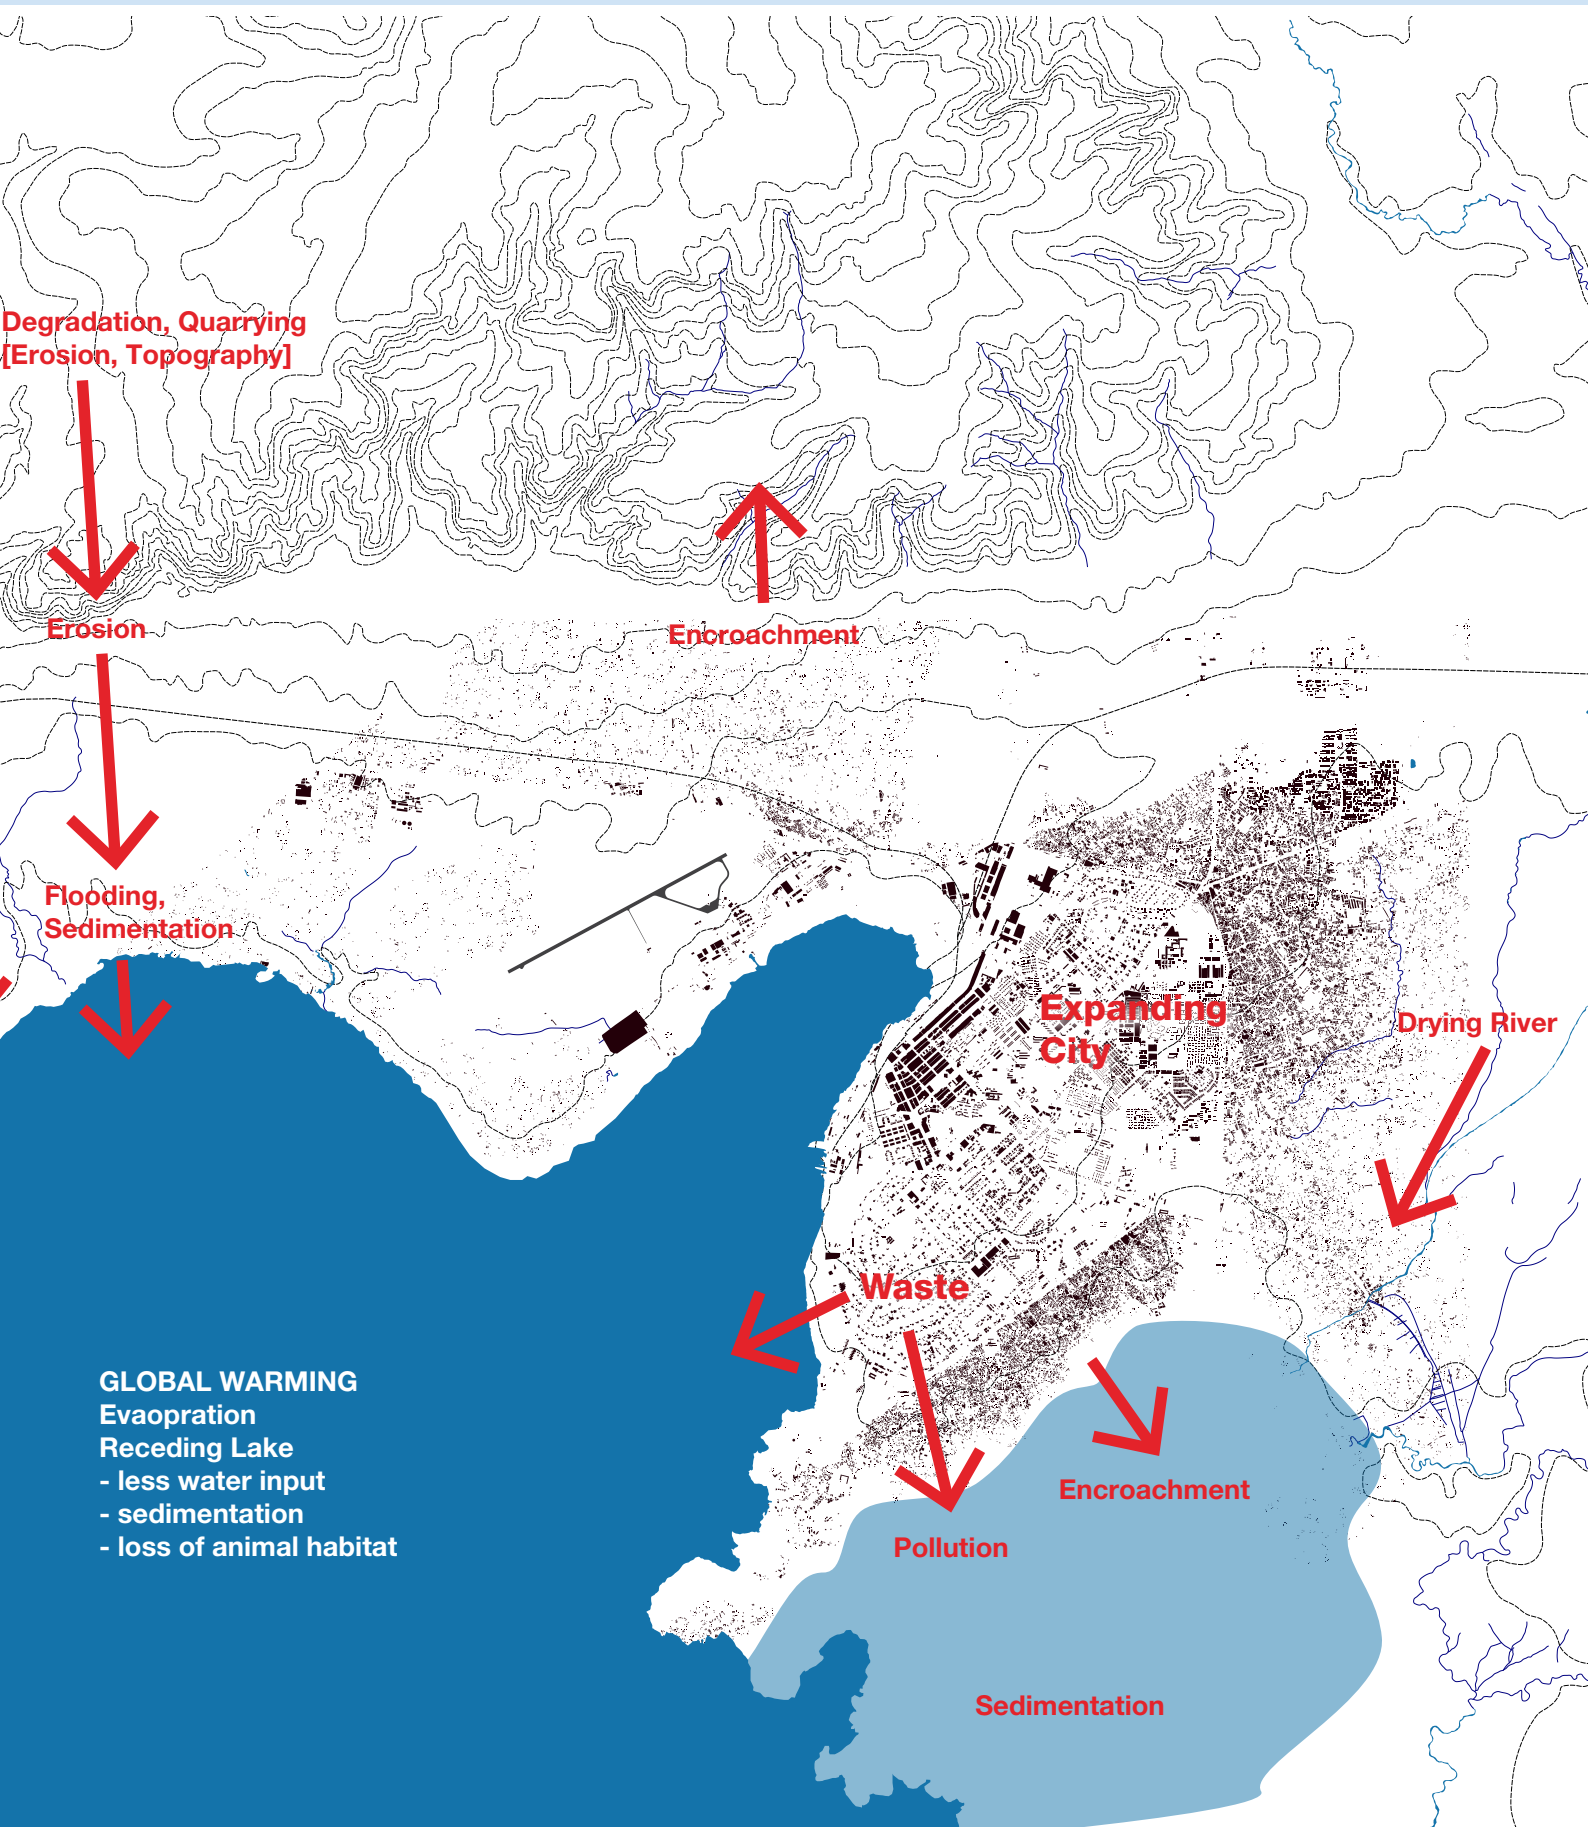 Degradation, Quarrying
[Erosion, Topography]
Erosion
Encroachment
Flooding,
Sedimentation
Expanding
City
Drying River
Waste
GLOBAL WARMING
Evaopration
Receding Lake
- less water input
- sedimentation
- loss of animal habitat
Encroachment
Pollution
Sedimentation